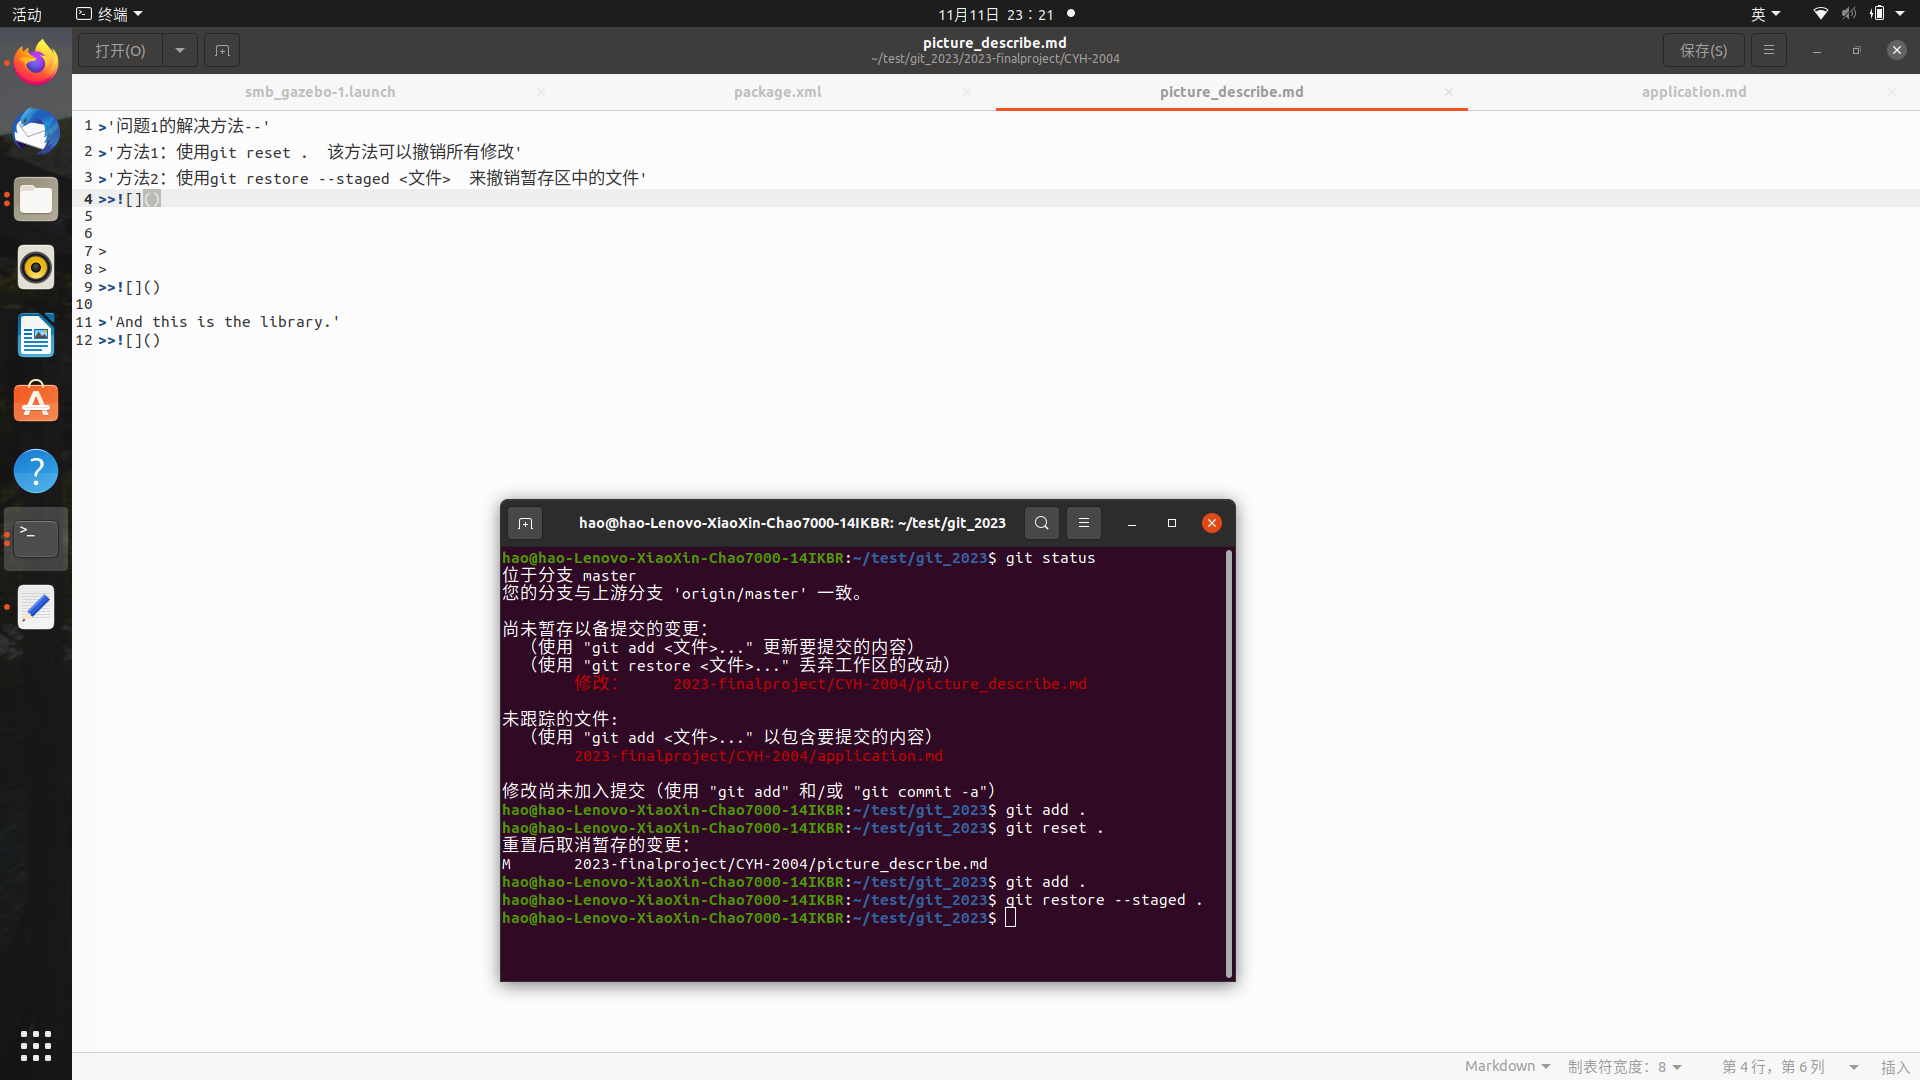 活动
终端
11月11日 23：21
英
打开(O)
picture_describe.md
~/test/git_2023/2023-finalproject/CYH-2004
保存(S)
smb_gazebo-1.launch
package.xml
picture_describe.md
application.md
1 >'问题1的解决方法--'
2 >'方法1：使用git reset .  该方法可以撤销所有修改'
3 >'方法2：使用git restore --staged <文件>  来撤销暂存区中的文件'
4 >>![]()
5
6
7 >
8 >
9 >>![]()
10
11 >'And this is the library.'
12 >>![]()
hao@hao-Lenovo-XiaoXin-Chao7000-14IKBR: ~/test/git_2023
hao@hao-Lenovo-XiaoXin-Chao7000-14IKBR:~/test/git_2023$ git status
位于分支 master
您的分支与上游分支 'origin/master' 一致。
尚未暂存以备提交的变更：
（使用 "git add <文件>..." 更新要提交的内容）
（使用 "git restore <文件>..." 丢弃工作区的改动）
修改：     2023-finalproject/CYH-2004/picture_describe.md
未跟踪的文件:
（使用 "git add <文件>..." 以包含要提交的内容）
2023-finalproject/CYH-2004/application.md
修改尚未加入提交（使用 "git add" 和/或 "git commit -a"）
hao@hao-Lenovo-XiaoXin-Chao7000-14IKBR:~/test/git_2023$ git add .
hao@hao-Lenovo-XiaoXin-Chao7000-14IKBR:~/test/git_2023$ git reset .
重置后取消暂存的变更：
M       2023-finalproject/CYH-2004/picture_describe.md
hao@hao-Lenovo-XiaoXin-Chao7000-14IKBR:~/test/git_2023$ git add .
hao@hao-Lenovo-XiaoXin-Chao7000-14IKBR:~/test/git_2023$ git restore --staged .
hao@hao-Lenovo-XiaoXin-Chao7000-14IKBR:~/test/git_2023$
Markdown
制表符宽度：8
第 4 行，第 6 列
插入